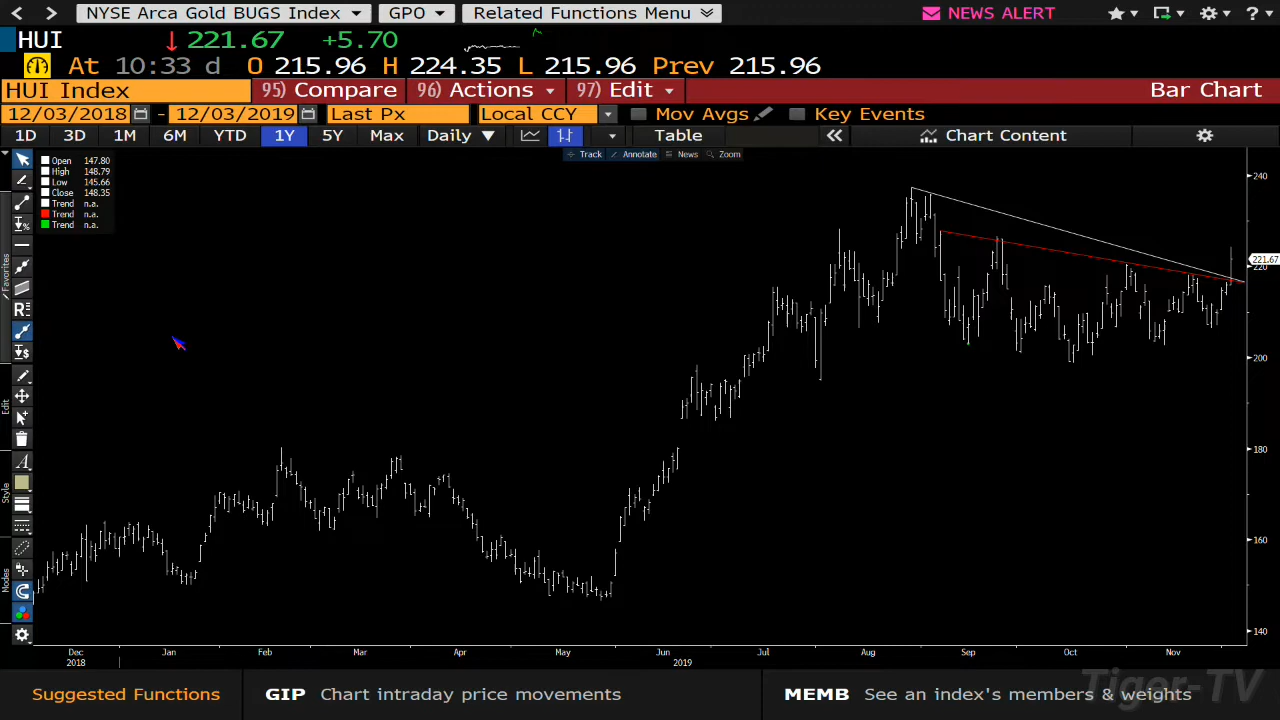 NYSE Arca Gold BUGS Index GPO Related Functions Menu NEWS ALERT ?
HUI 221.67 +5.70
At 10:33 d O 215.96 H 224.35 L 215.96 Prev 215.96
HUI Index 95) Compare 96) Actions 97) Edit Bar Chart
12/03/2018 - 12/03/2019 Last Px Local CCY Mov Avgs Key Events
1D 3D 1M 6M YTD 1Y 5Y Max Daily ▼ Table Chart Content
Track Annotate News Zoom
Open 147.80
High 148.79
Low 145.66
Close 148.35
Trend n.a.
Trend n.a.
Trend n.a.
Favorites
Edit
Style
Modes
240
221.67
220
200
180
160
140
Dec Jan Feb Mar Apr May Jun Jul Aug Sep Oct Nov
2018 2019
Suggested Functions GIP Chart intraday price movements MEMB See an index's members & weights
Tiger-TV